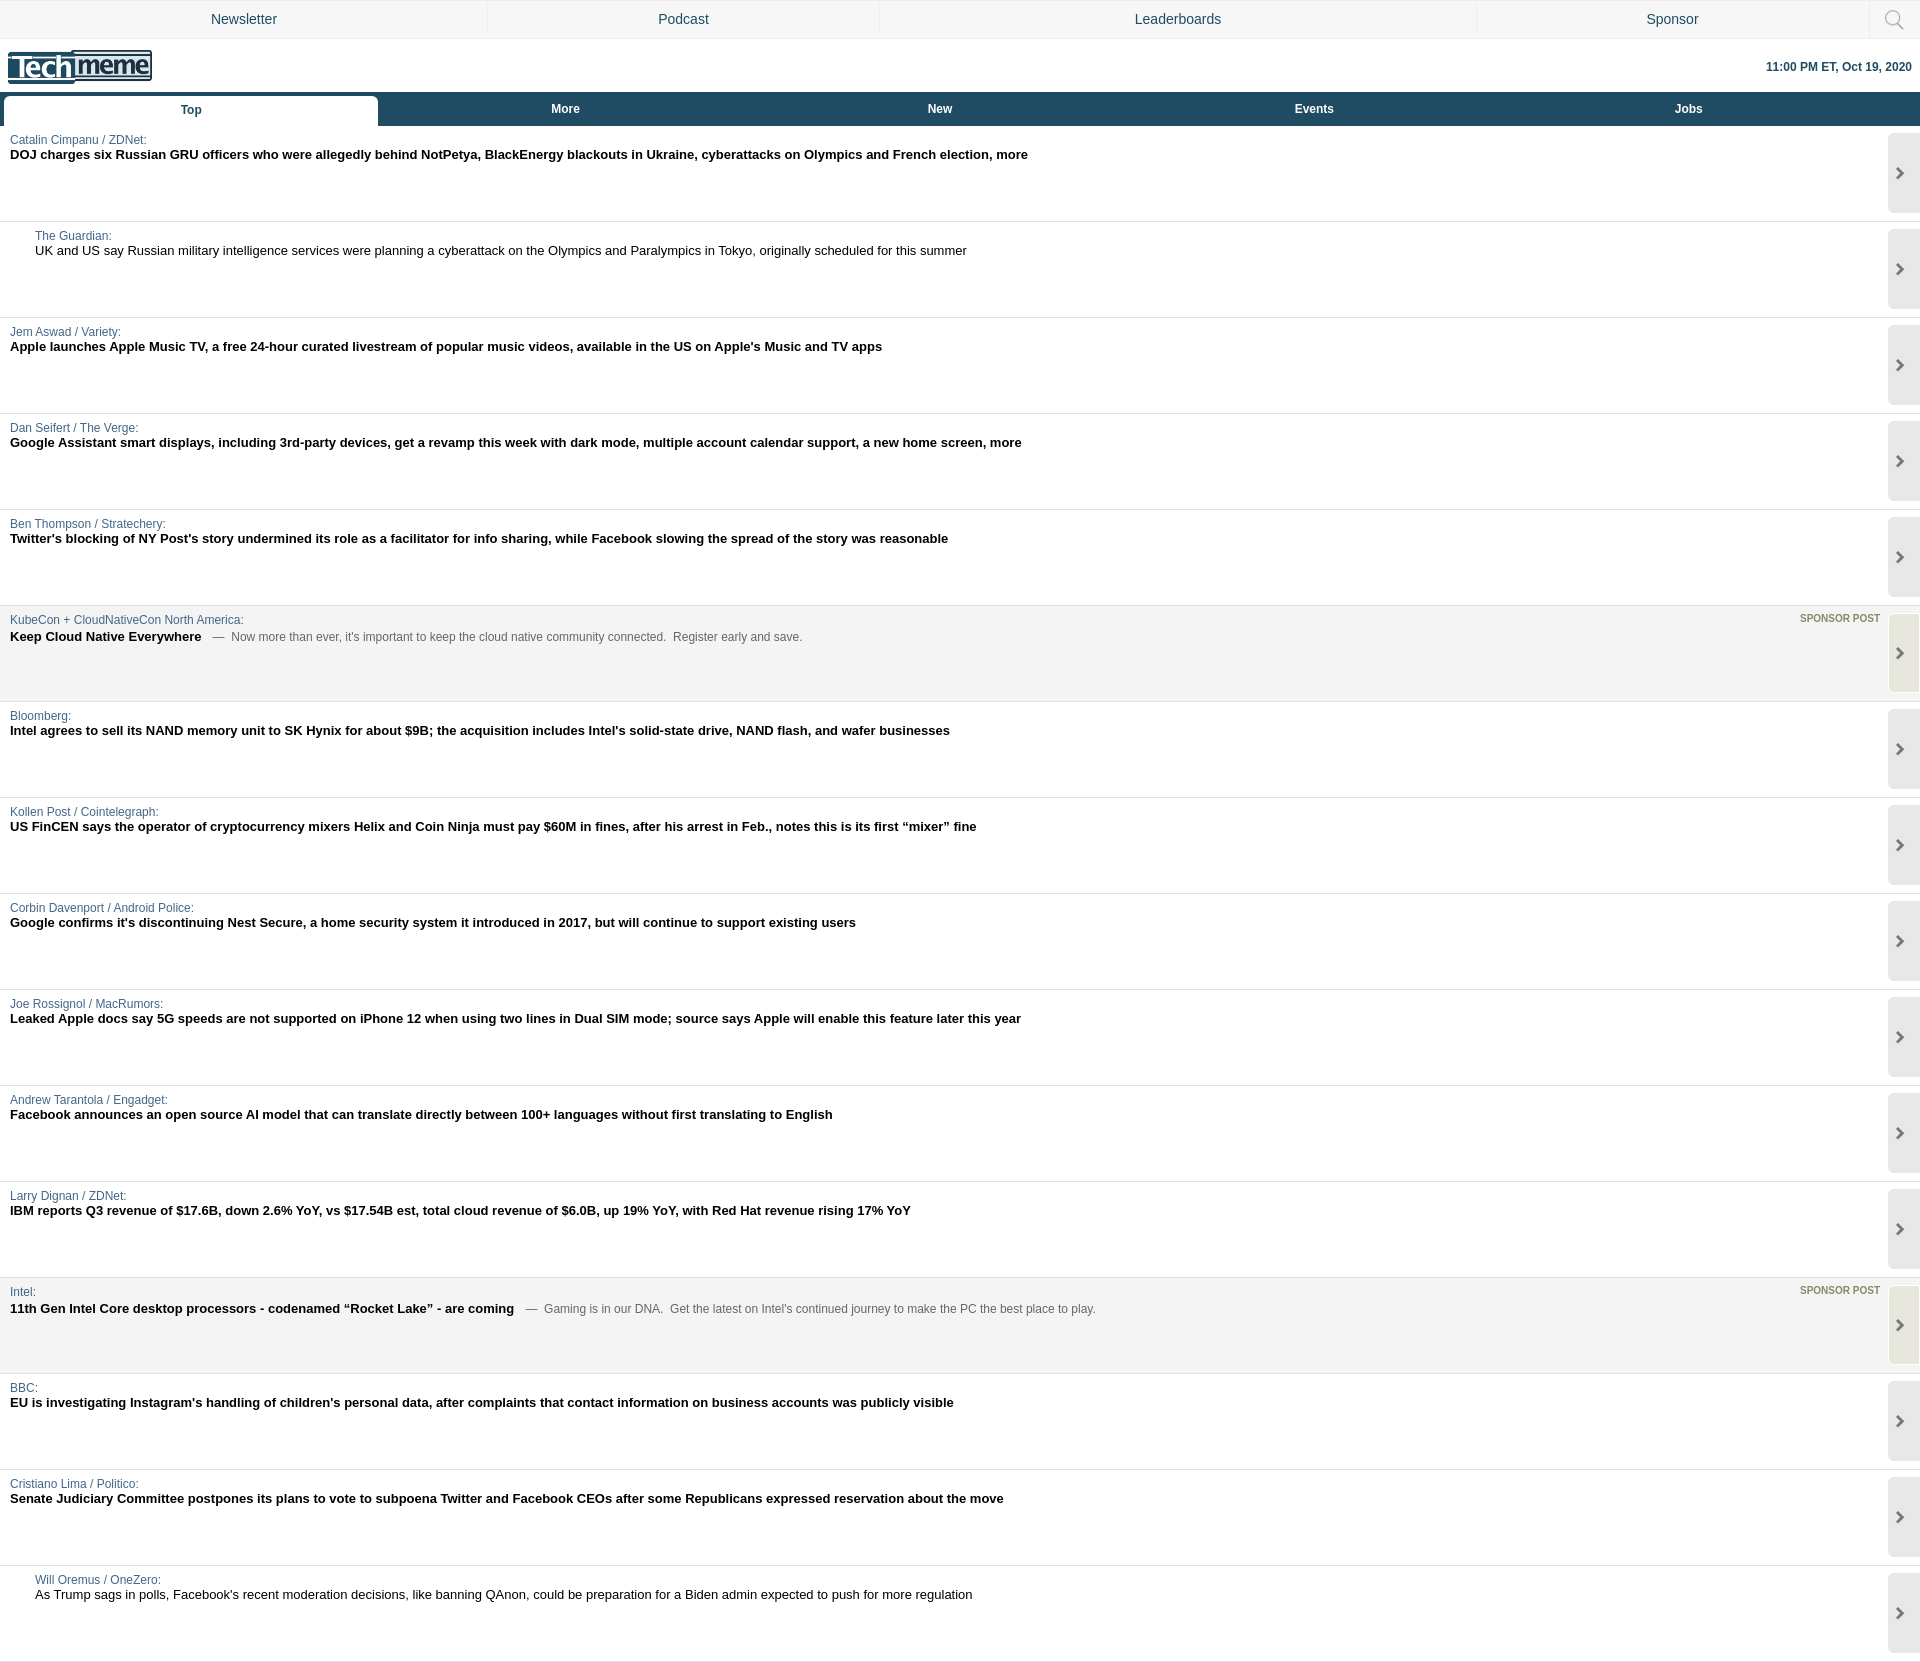 Newsletter
Podcast
Leaderboards
Sponsor
Techmeme
11:00 PM ET, Oct 19, 2020
Top
More
New
Events
Jobs
Catalin Cimpanu / ZDNet:
DOJ charges six Russian GRU officers who were allegedly behind NotPetya, BlackEnergy blackouts in Ukraine, cyberattacks on Olympics and French election, more
The Guardian:
UK and US say Russian military intelligence services were planning a cyberattack on the Olympics and Paralympics in Tokyo, originally scheduled for this summer
Jem Aswad / Variety:
Apple launches Apple Music TV, a free 24-hour curated livestream of popular music videos, available in the US on Apple's Music and TV apps
Dan Seifert / The Verge:
Google Assistant smart displays, including 3rd-party devices, get a revamp this week with dark mode, multiple account calendar support, a new home screen, more
Ben Thompson / Stratechery:
Twitter's blocking of NY Post's story undermined its role as a facilitator for info sharing, while Facebook slowing the spread of the story was reasonable
KubeCon + CloudNativeCon North America:
SPONSOR POST
Keep Cloud Native Everywhere — Now more than ever, it's important to keep the cloud native community connected. Register early and save.
Bloomberg:
Intel agrees to sell its NAND memory unit to SK Hynix for about $9B; the acquisition includes Intel's solid-state drive, NAND flash, and wafer businesses
Kollen Post / Cointelegraph:
US FinCEN says the operator of cryptocurrency mixers Helix and Coin Ninja must pay $60M in fines, after his arrest in Feb., notes this is its first “mixer” fine
Corbin Davenport / Android Police:
Google confirms it's discontinuing Nest Secure, a home security system it introduced in 2017, but will continue to support existing users
Joe Rossignol / MacRumors:
Leaked Apple docs say 5G speeds are not supported on iPhone 12 when using two lines in Dual SIM mode; source says Apple will enable this feature later this year
Andrew Tarantola / Engadget:
Facebook announces an open source AI model that can translate directly between 100+ languages without first translating to English
Larry Dignan / ZDNet:
IBM reports Q3 revenue of $17.6B, down 2.6% YoY, vs $17.54B est, total cloud revenue of $6.0B, up 19% YoY, with Red Hat revenue rising 17% YoY
Intel:
SPONSOR POST
11th Gen Intel Core desktop processors - codenamed “Rocket Lake” - are coming — Gaming is in our DNA. Get the latest on Intel's continued journey to make the PC the best place to play.
BBC:
EU is investigating Instagram's handling of children's personal data, after complaints that contact information on business accounts was publicly visible
Cristiano Lima / Politico:
Senate Judiciary Committee postpones its plans to vote to subpoena Twitter and Facebook CEOs after some Republicans expressed reservation about the move
Will Oremus / OneZero:
As Trump sags in polls, Facebook's recent moderation decisions, like banning QAnon, could be preparation for a Biden admin expected to push for more regulation